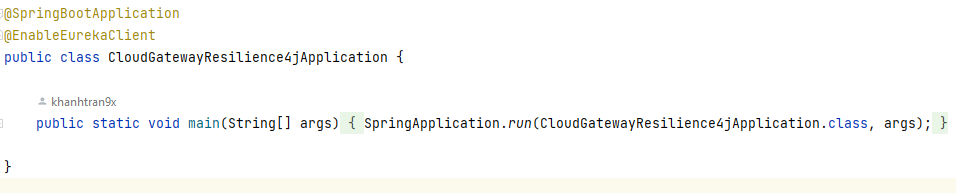 @SpringBootApplication
@EnableEurekaClient
public class CloudGatewayResilience4jApplication {
khanhtran9x
public static void main(String[] args) { SpringApplication.run(CloudGatewayResilience4jApplication.class, args); }
}